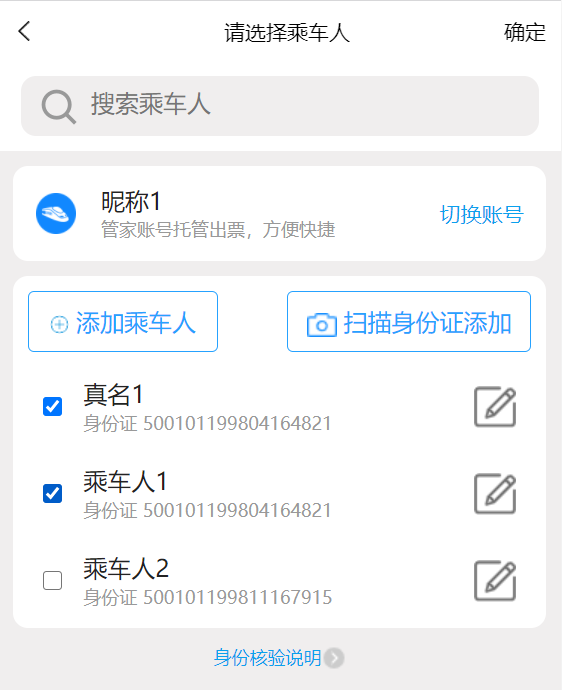 请选择乘车人 确定
搜索乘车人
昵称1
管家账号托管出票，方便快捷
切换账号
添加乘车人 扫描身份证添加
真名1
身份证 500101199804164821
乘车人1
身份证 500101199804164821
乘车人2
身份证 500101199811167915
身份核验说明